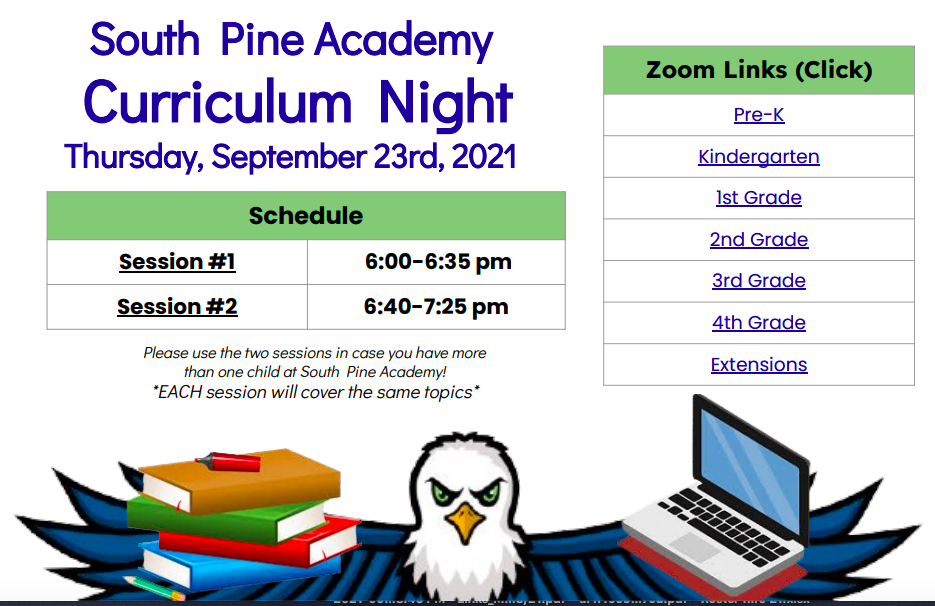 South Pine Academy
Curriculum Night
Thursday, September 23rd, 2021
Schedule
Session #1 6:00-6:35 pm
Session #2 6:40-7:25 pm
Please use the two sessions in case you have more
than one child at South Pine Academy!
*EACH session will cover the same topics*
Zoom Links (Click)
Pre-K
Kindergarten
1st Grade
2nd Grade
3rd Grade
4th Grade
Extensions